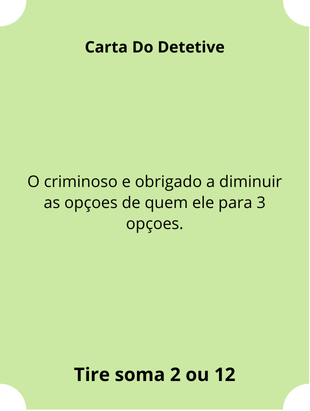 Carta Do Detetive
O criminoso e obrigado a diminuir
as opçoes de quem ele para 3
opçoes.
Tire soma 2 ou 12